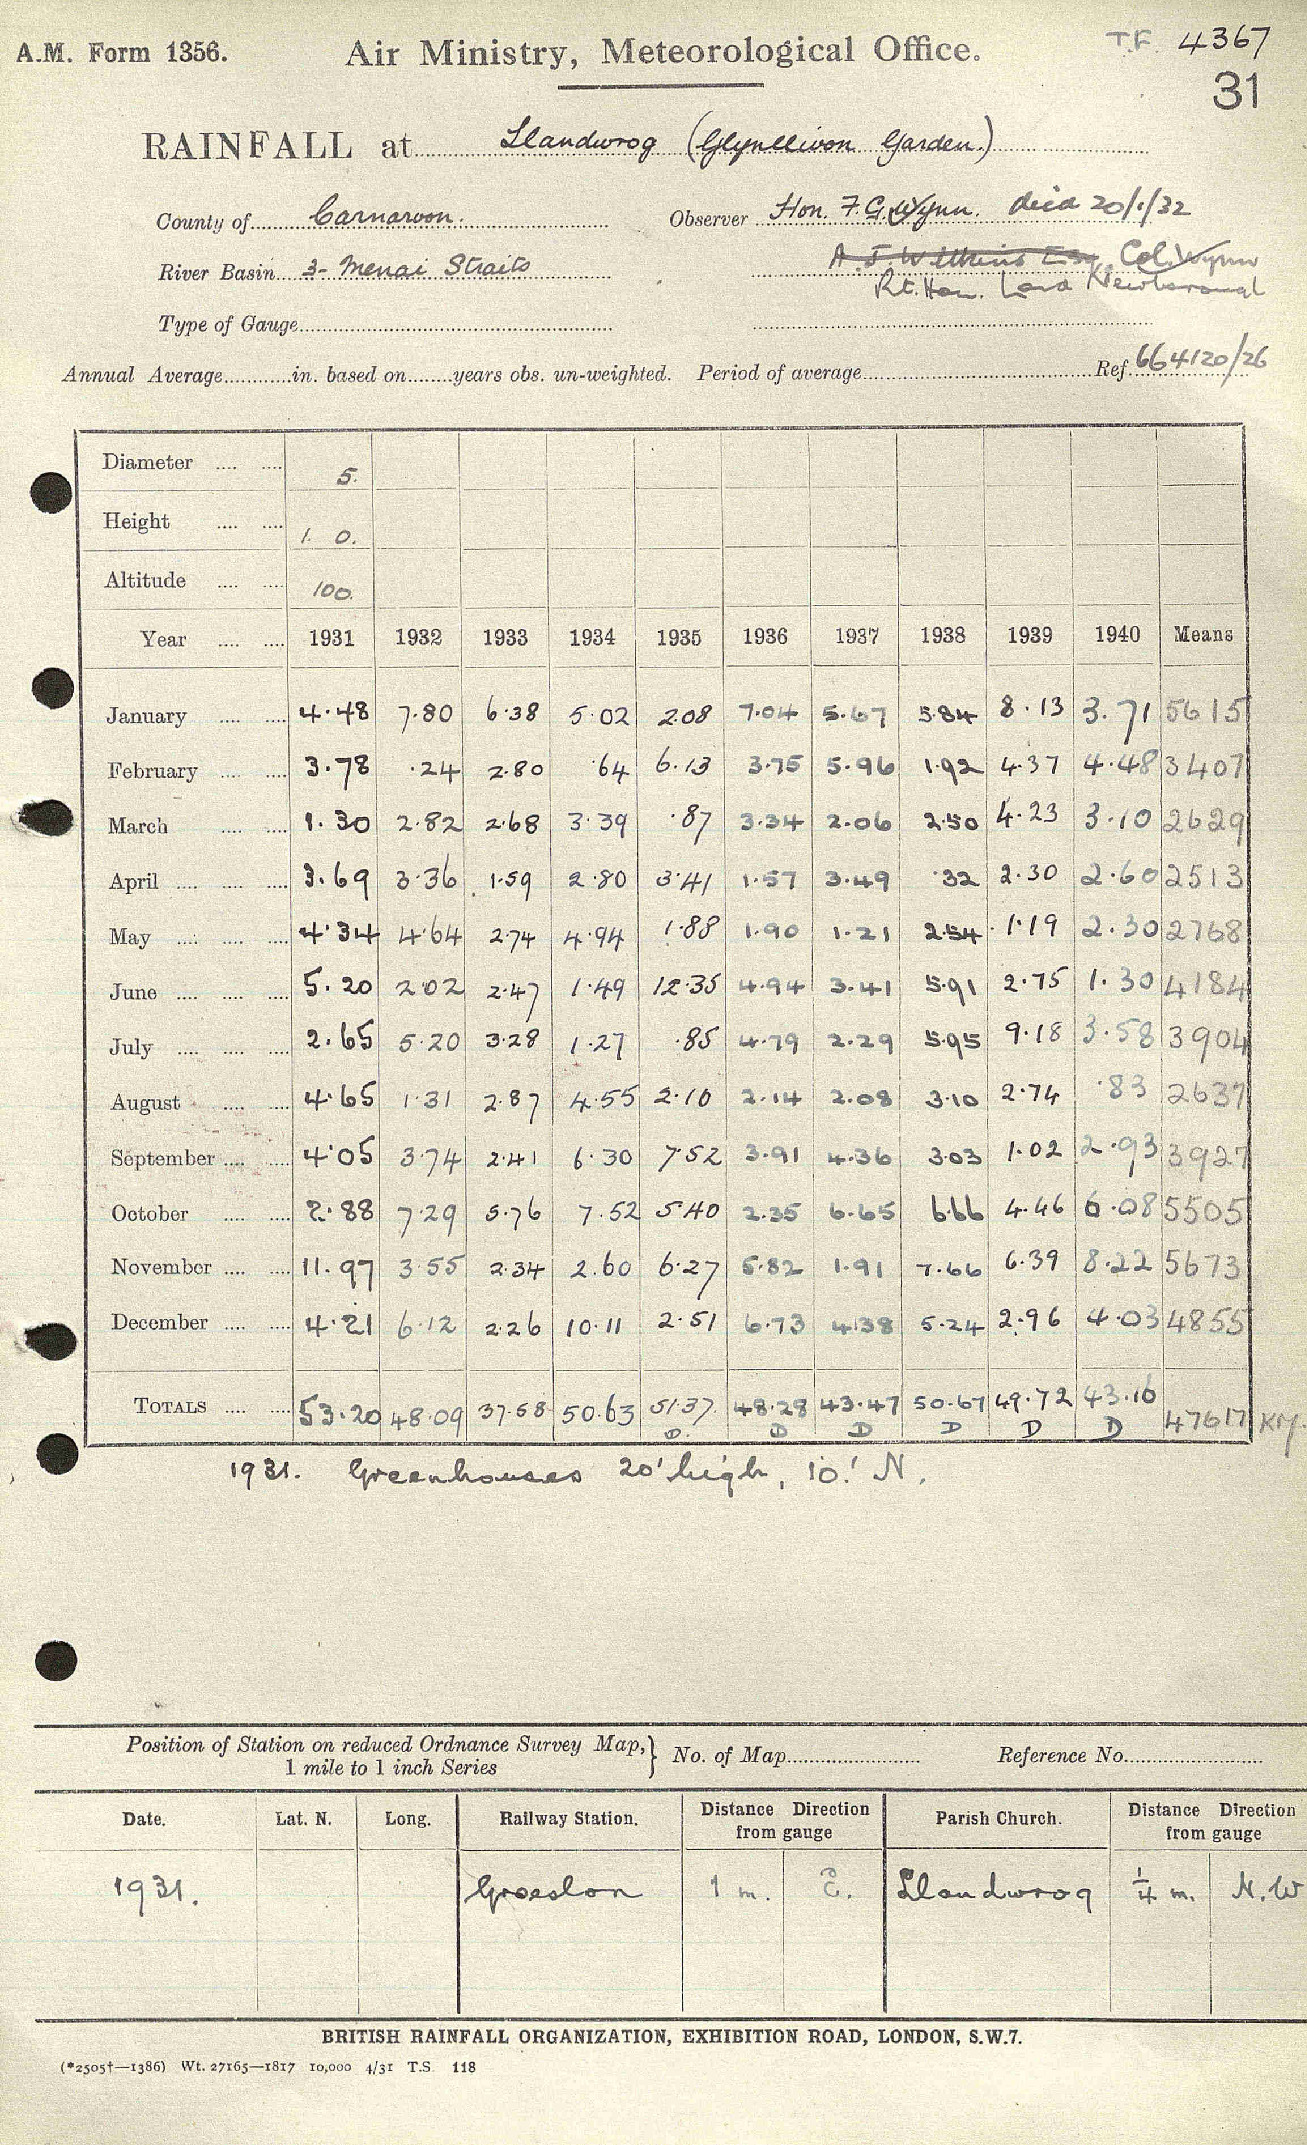 A.M. Form 1356. Air Ministry, Meteorological Office. T.F. 4367
31
RAINFALL at Llandwrog (Glynllivon Garden.)
County of Carnarvon. Observer Hon. F.G. Wynn. died 20/1/32
River Basin 3- Menai Straits A. J. Wilkins Esq. Col. Wynn
Rt. Hon. Lord Newborough
Type of Gauge
Annual Average in. based on years obs. un-weighted. Period of average Ref. 664120/26
Diameter 5.
Height 1. 0.
Altitude 100.
Year 1931 1932 1933 1934 1935 1936 1937 1938 1939 1940 Means
January 4.48 7.80 6.38 5.02 2.08 7.04 5.67 5.84 8.13 3.71 5615
February 3.78 .24 2.80 .64 6.13 3.75 5.96 1.92 4.37 4.48 3407
March 1.30 2.82 2.68 3.39 .87 3.34 2.06 2.50 4.23 3.10 2629
April 3.69 3.36 1.59 2.80 3.41 1.57 3.49 .32 2.30 2.60 2513
May 4.34 4.64 2.74 4.94 1.88 1.90 1.21 2.54 1.19 2.30 2768
June 5.20 2.02 2.47 1.49 12.35 4.94 3.41 5.91 2.75 1.30 4184
July 2.65 5.20 3.28 1.27 .85 4.79 2.29 5.95 9.18 3.58 3904
August 4.65 1.31 2.87 4.55 2.10 2.14 2.08 3.10 2.74 .83 2637
September 4.05 3.74 2.41 6.30 7.52 3.91 4.36 3.03 1.02 2.93 3927
October 2.88 7.29 5.76 7.52 5.40 2.35 6.65 6.66 4.46 6.08 5505
November 11.97 3.55 2.34 2.60 6.27 5.82 1.91 7.66 6.39 8.22 5673
December 4.21 6.12 2.26 10.11 2.51 6.73 4.38 5.24 2.96 4.03 4855
TOTALS 53.20 48.09 37.58 50.63 51.37 48.28 43.47 50.67 49.72 43.16 47617 KM.
D. D D D D D
1931. Greenhouses 20' high, 10' N.
Position of Station on reduced Ordnance Survey Map, 1 mile to 1 inch Series } No. of Map Reference No.
Date. Lat. N. Long. Railway Station. Distance Direction from gauge Parish Church. Distance Direction from gauge
1931. Groeslon 1 m. E. Llandwrog 1/4 m. N.W
BRITISH RAINFALL ORGANIZATION, EXHIBITION ROAD, LONDON, S.W.7.
(*2505†—1386) Wt. 27165—1817 10,000 4/31 T.S. 118